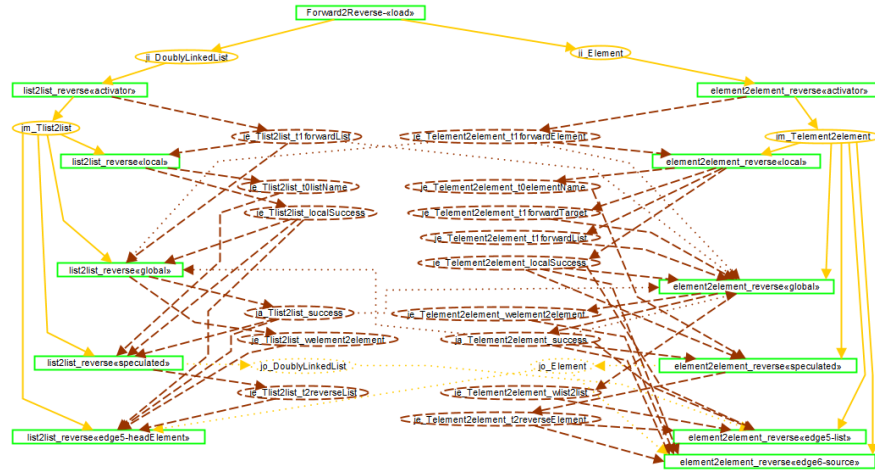 Forward2Reverse-«load»
ji_DoublyLinkedList
ji_Element
list2list_reverse«activator»
element2element_reverse«activator»
jm_Tlist2list
je_Tlist2list_t1forwardList
je_Telement2element_t1forwardElement
jm_Telement2element
list2list_reverse«local»
element2element_reverse«local»
je_Tlist2list_t0listName
je_Telement2element_t0elementName
je_Tlist2list_localSuccess
je_Telement2element_t1forwardTarget
je_Telement2element_t1forwardList
je_Telement2element_localSuccess
list2list_reverse«global»
element2element_reverse«global»
ja_Tlist2list_success
je_Telement2element_welement2element
je_Tlist2list_welement2element
ja_Telement2element_success
list2list_reverse«speculated»
jo_DoublyLinkedList
jo_Element
element2element_reverse«speculated»
je_Tlist2list_t2reverseList
je_Telement2element_wlist2list
je_Telement2element_t2reverseElement
list2list_reverse«edge5-headElement»
element2element_reverse«edge5-list»
element2element_reverse«edge6-source»